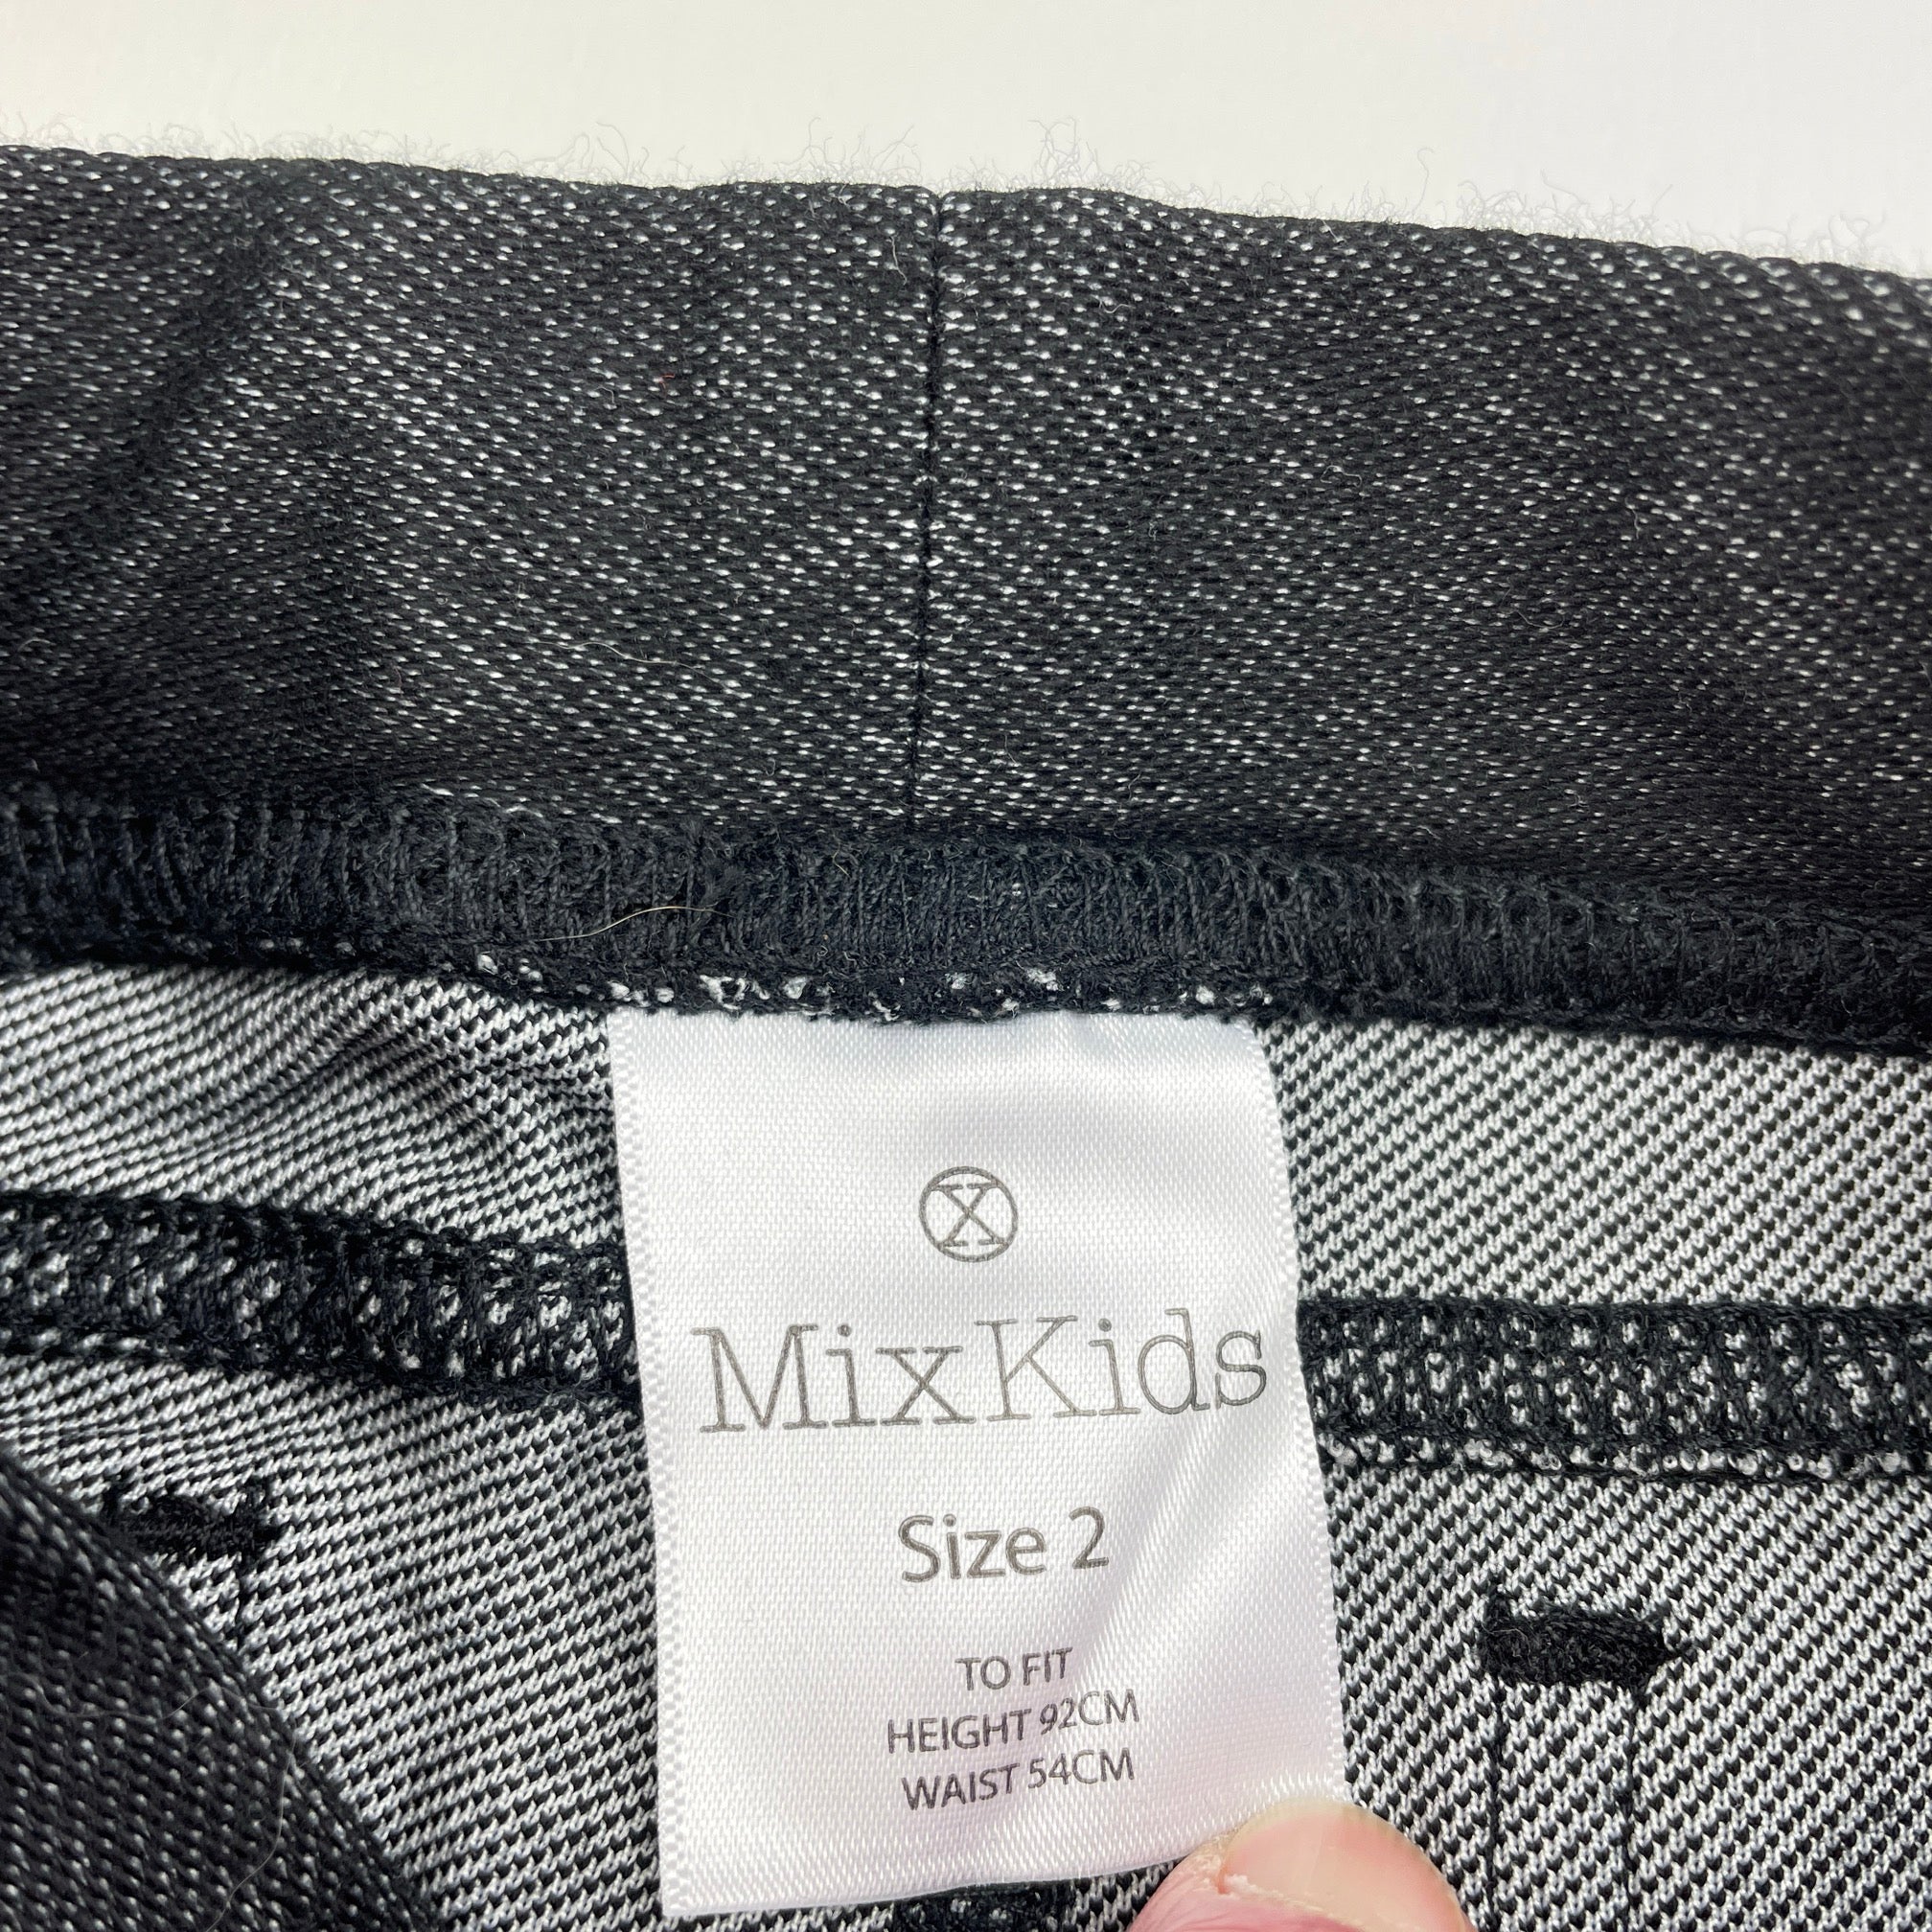 X
MixKids
Size 2
TO FIT
HEIGHT 92CM
WAIST 54CM